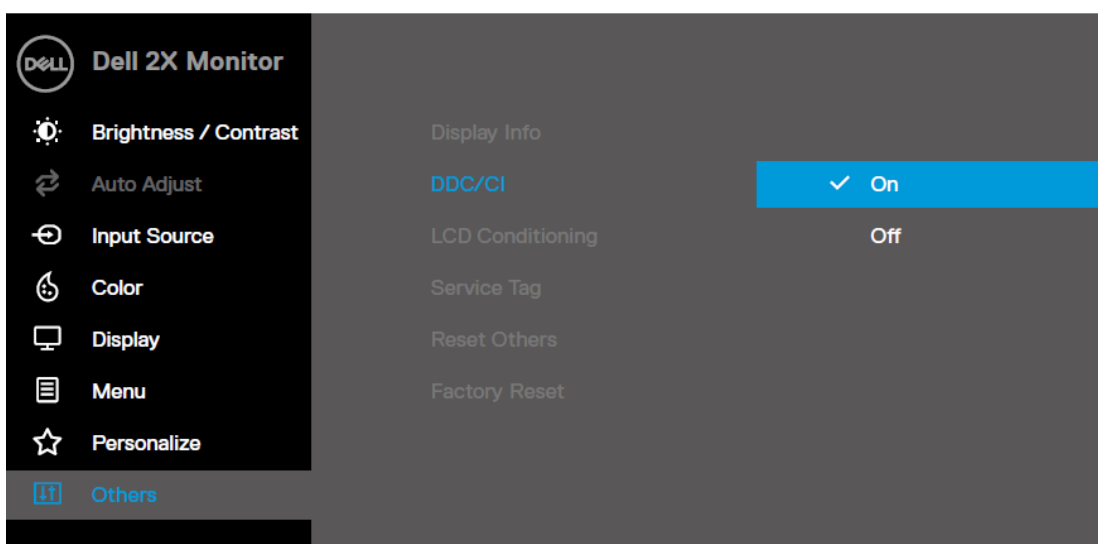 DELL Dell 2X Monitor
Brightness / Contrast Display Info
Auto Adjust DDC/CI On
Input Source LCD Conditioning Off
Color Service Tag
Display Reset Others
Menu Factory Reset
Personalize
Others